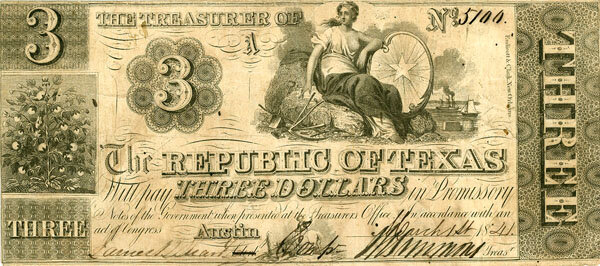 3
THE TREASURER OF
No. 5100.
A
3
The REPUBLIC OF TEXAS
Will pay THREE DOLLARS in Promissory
Notes of the Government when presented at the Treasurers Office in accordance with an
act of Congress
Austin
March 1st 1841
Treasr.
THREE
THREE